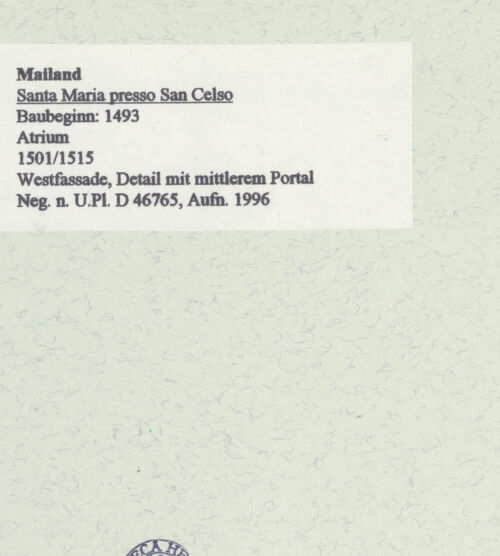 Mailand
Santa Maria presso San Celso
Baubeginn: 1493
Atrium
1501/1515
Westfassade, Detail mit mittlerem Portal
Neg. n. U.Pl. D 46765, Aufn. 1996